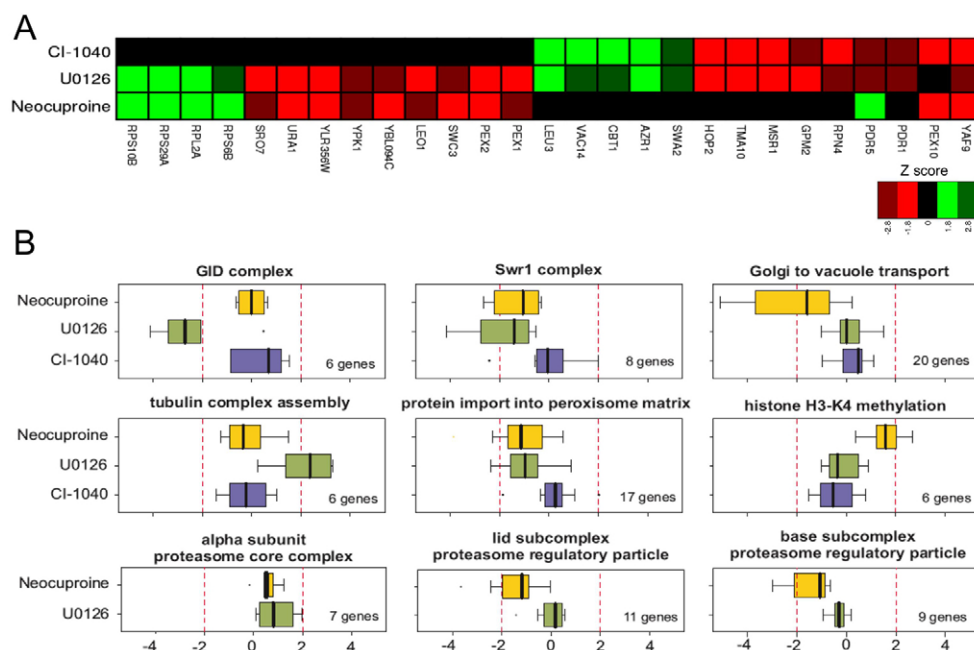 A
CI-1040
U0126
Neocuproine
RPS10B RPS29A RPL2A RPS6B SRO7 URA1 YLR356W YPK1 YBL094C LEO1 SWC3 PEX2 PEX1 LEU3 VAC14 CBT1 AZR1 SWA2 HOP2 TMA10 MSR1 GPM2 RPN4 PDR5 PDR1 PEX10 YAF9
Z score
-2.8 -1.8 0 1.8 2.8
B
GID complex Swr1 complex Golgi to vacuole transport
Neocuproine
U0126
CI-1040 6 genes 8 genes 20 genes
tubulin complex assembly protein import into peroxisome matrix histone H3-K4 methylation
Neocuproine
U0126
CI-1040 6 genes 17 genes 6 genes
alpha subunit lid subcomplex base subcomplex
proteasome core complex proteasome regulatory particle proteasome regulatory particle
Neocuproine
U0126 7 genes 11 genes 9 genes
-4 -2 0 2 4 -4 -2 0 2 4 -4 -2 0 2 4